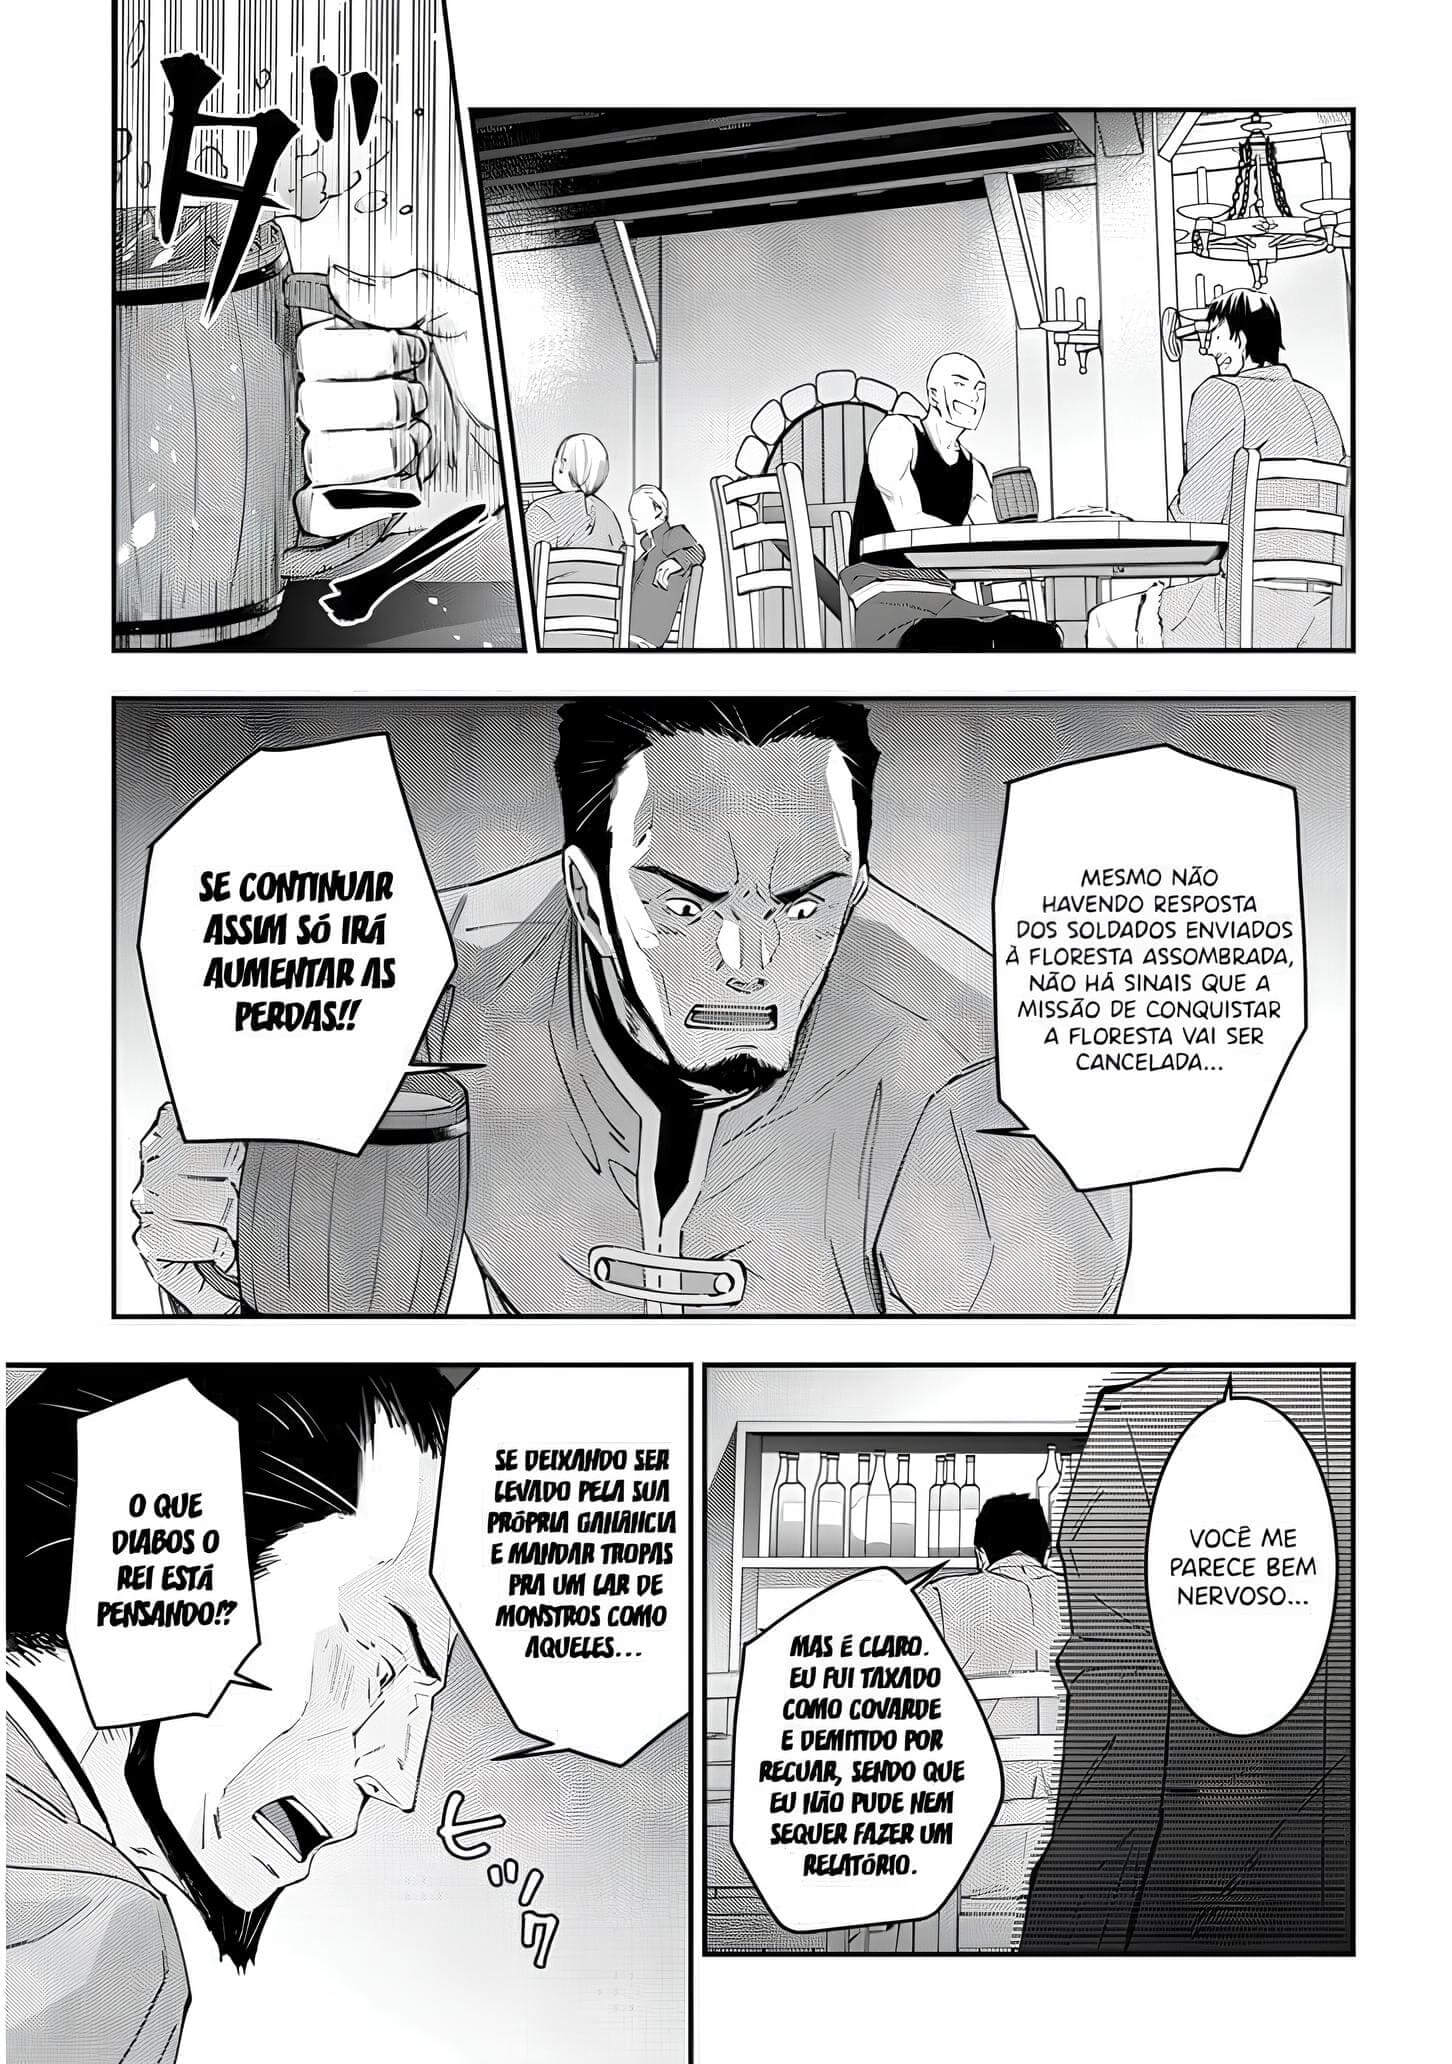 ドン
MESMO NÃO
HAVENDO RESPOSTA
DOS SOLDADOS ENVIADOS
À FLORESTA ASSOMBRADA,
NÃO HÁ SINAIS QUE A
MISSÃO DE CONQUISTAR
A FLORESTA VAI SER
CANCELADA...
SE CONTINUAR
ASSIM SÓ IRÁ
AUMENTAR AS
PERDAS!!
VOCÊ ME
PARECE BEM
NERVOSO...
MAS É CLARO.
EU FUI TAXADO
COMO COVARDE
E DEMITIDO POR
RECUAR, SENDO QUE
EU NÃO PUDE NEM
SEQUER FAZER UM
RELATÓRIO.
SE DEIXANDO SER
LEVADO PELA SUA
PRÓPRIA GANÂNCIA
E MANDAR TROPAS
PRA UM LAR DE
MONSTROS COMO
AQUELES...
O QUE
DIABOS O
REI ESTÁ
PENSANDO!?
ヒック